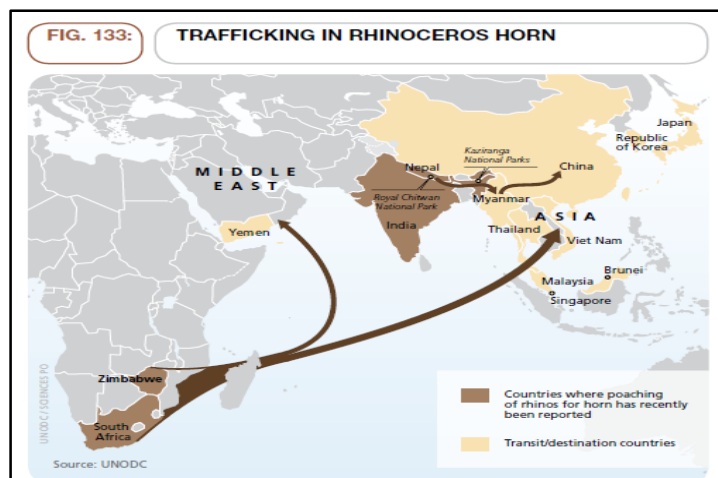 FIG. 133:
TRAFFICKING IN RHINOCEROS HORN
Japan
Republic
of Korea
Kaziranga
National Parks
Nepal
China
MIDDLE
EAST
Royal Chitwan
National Park
Myanmar
ASIA
Yemen
India
Thailand
Viet Nam
Brunei
Malaysia
Singapore
Zimbabwe
South
Africa
Countries where poaching
of rhinos for horn has recently
been reported
Transit/destination countries
UNODC / SCIENCES PO
Source: UNODC